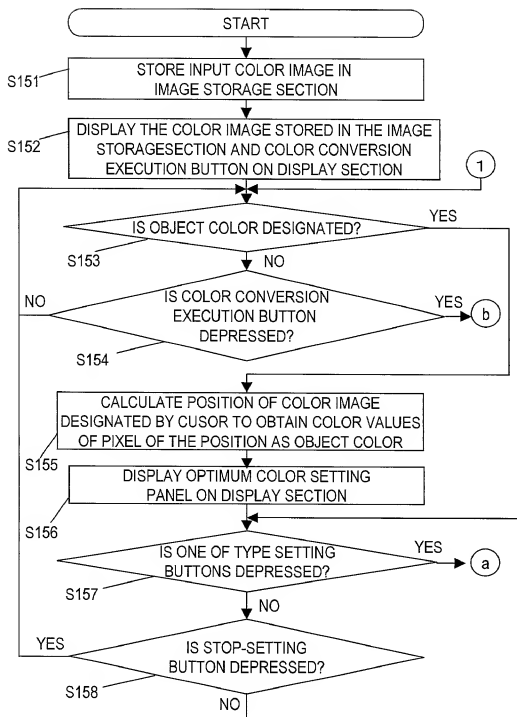 START
S151
STORE INPUT COLOR IMAGE IN
IMAGE STORAGE SECTION
S152
DISPLAY THE COLOR IMAGE STORED IN THE IMAGE
STORAGESECTION AND COLOR CONVERSION
EXECUTION BUTTON ON DISPLAY SECTION
1
IS OBJECT COLOR DESIGNATED?
YES
S153
NO
IS COLOR CONVERSION
EXECUTION BUTTON
DEPRESSED?
NO
YES
b
S154
CALCULATE POSITION OF COLOR IMAGE
DESIGNATED BY CUSOR TO OBTAIN COLOR VALUES
OF PIXEL OF THE POSITION AS OBJECT COLOR
S155
DISPLAY OPTIMUM COLOR SETTING
PANEL ON DISPLAY SECTION
S156
IS ONE OF TYPE SETTING
BUTTONS DEPRESSED?
YES
a
S157
NO
YES
IS STOP-SETTING
BUTTON DEPRESSED?
S158
NO